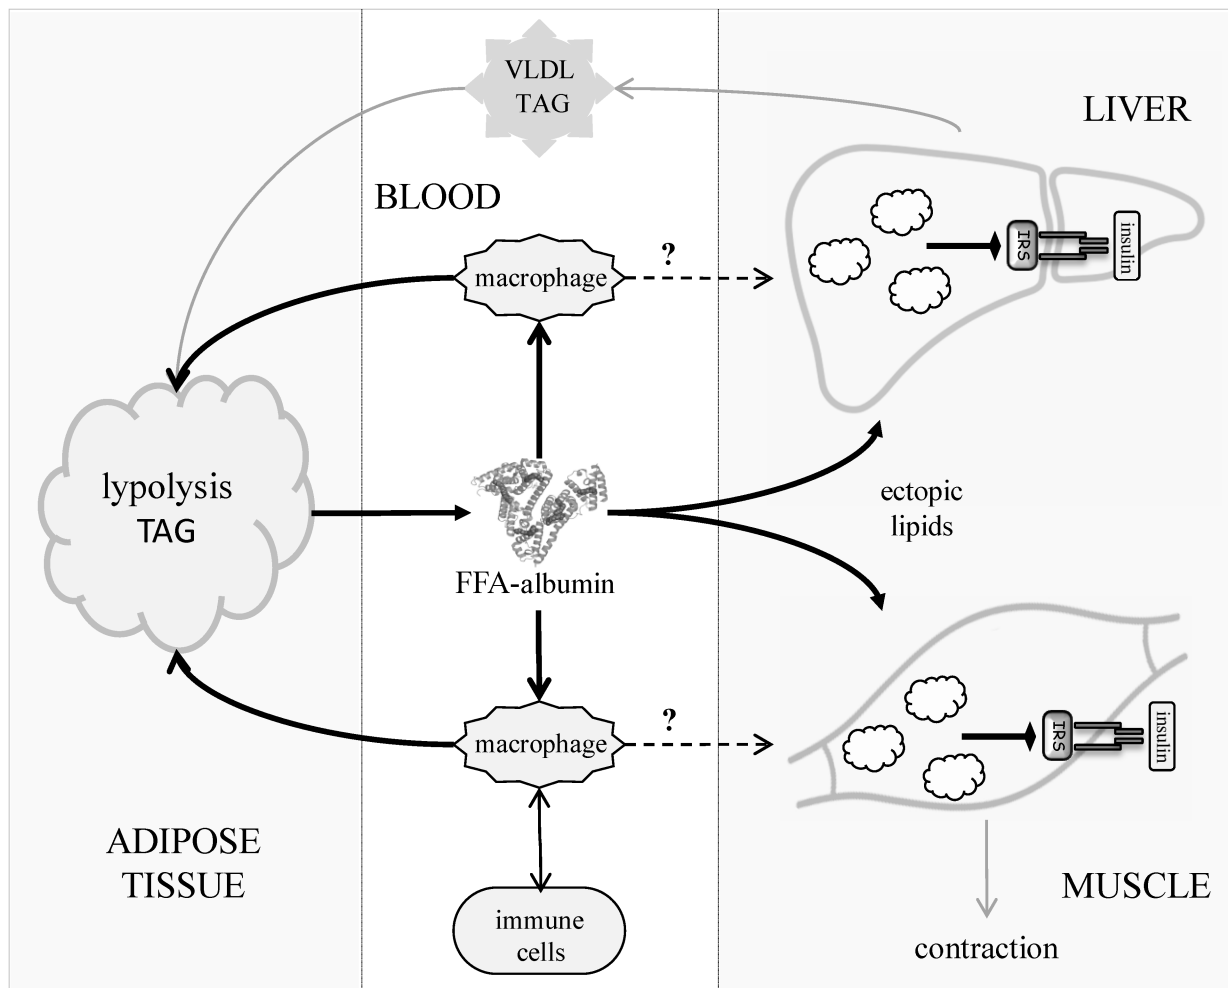 VLDL
TAG
LIVER
BLOOD
insulin
IRS
?
macrophage
lypolysis
TAG
ectopic
lipids
FFA-albumin
?
macrophage
IRS
insulin
ADIPOSE
TISSUE
MUSCLE
immune
cells
contraction